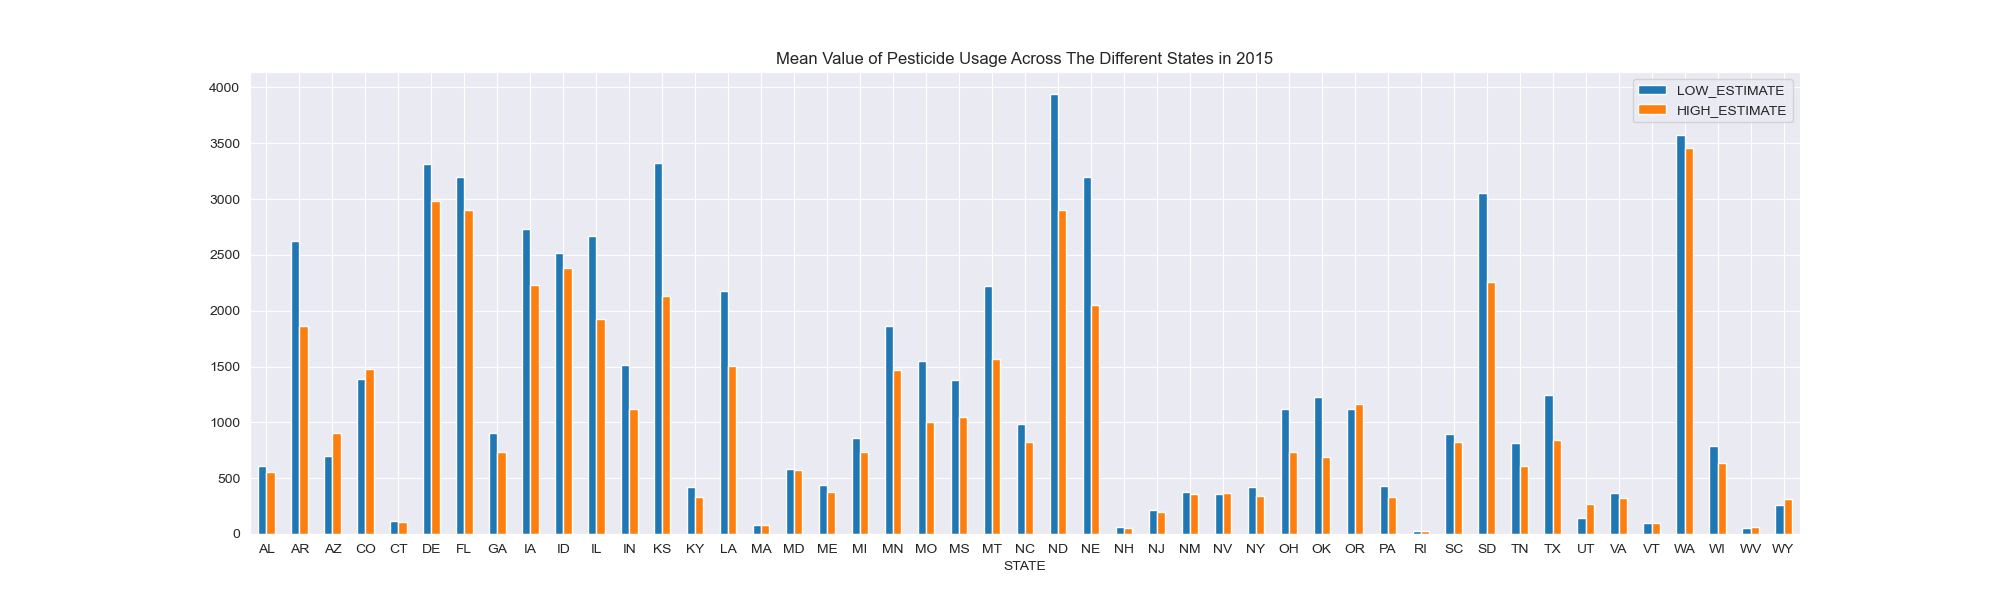 Mean Value of Pesticide Usage Across The Different States in 2015
LOW_ESTIMATE
HIGH_ESTIMATE
4000
3500
3000
2500
2000
1500
1000
500
0
AL AR AZ CO CT DE FL GA IA ID IL IN KS KY LA MA MD ME MI MN MO MS MT NC ND NE NH NJ NM NV NY OH OK OR PA RI SC SD TN TX UT VA VT WA WI WV WY
STATE